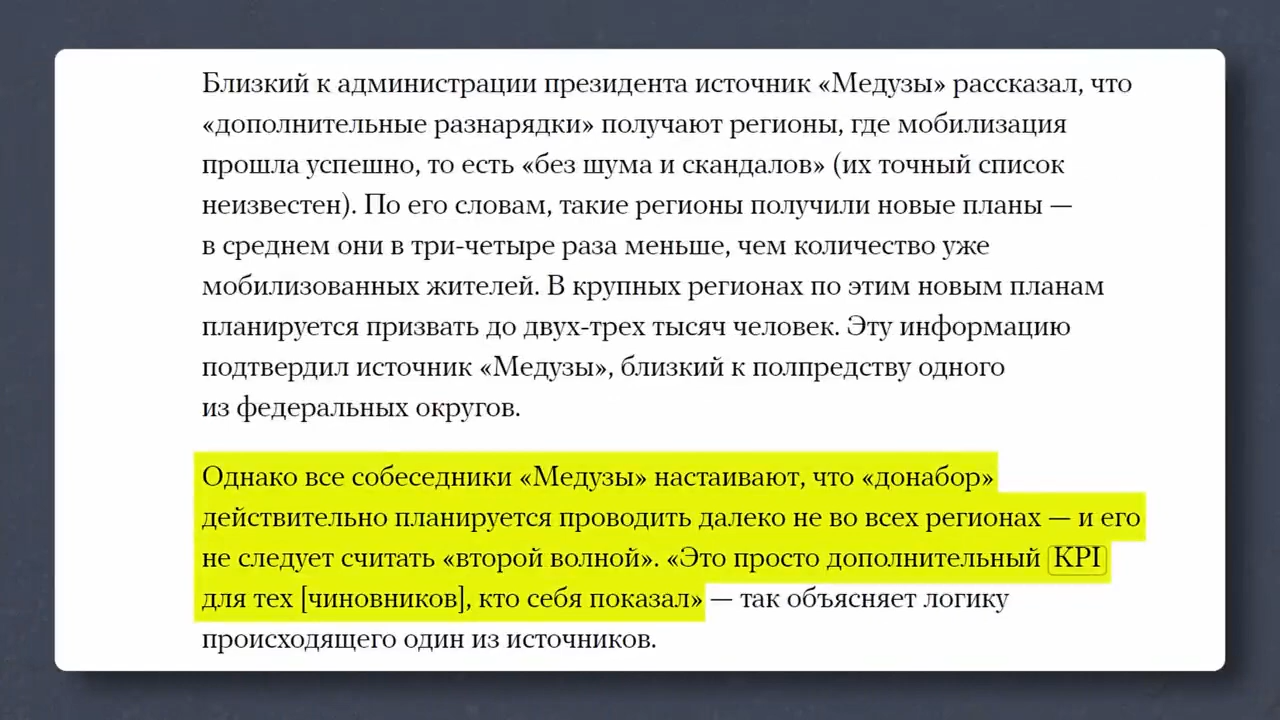 Близкий к администрации президента источник «Медузы» рассказал, что
«дополнительные разнарядки» получают регионы, где мобилизация
прошла успешно, то есть «без шума и скандалов» (их точный список
неизвестен). По его словам, такие регионы получили новые планы —
в среднем они в три-четыре раза меньше, чем количество уже
мобилизованных жителей. В крупных регионах по этим новым планам
планируется призвать до двух-трех тысяч человек. Эту информацию
подтвердил источник «Медузы», близкий к полпредству одного
из федеральных округов.
Однако все собеседники «Медузы» настаивают, что «донабор»
действительно планируется проводить далеко не во всех регионах — и его
не следует считать «второй волной». «Это просто дополнительный KPI
для тех [чиновников], кто себя показал» — так объясняет логику
происходящего один из источников.